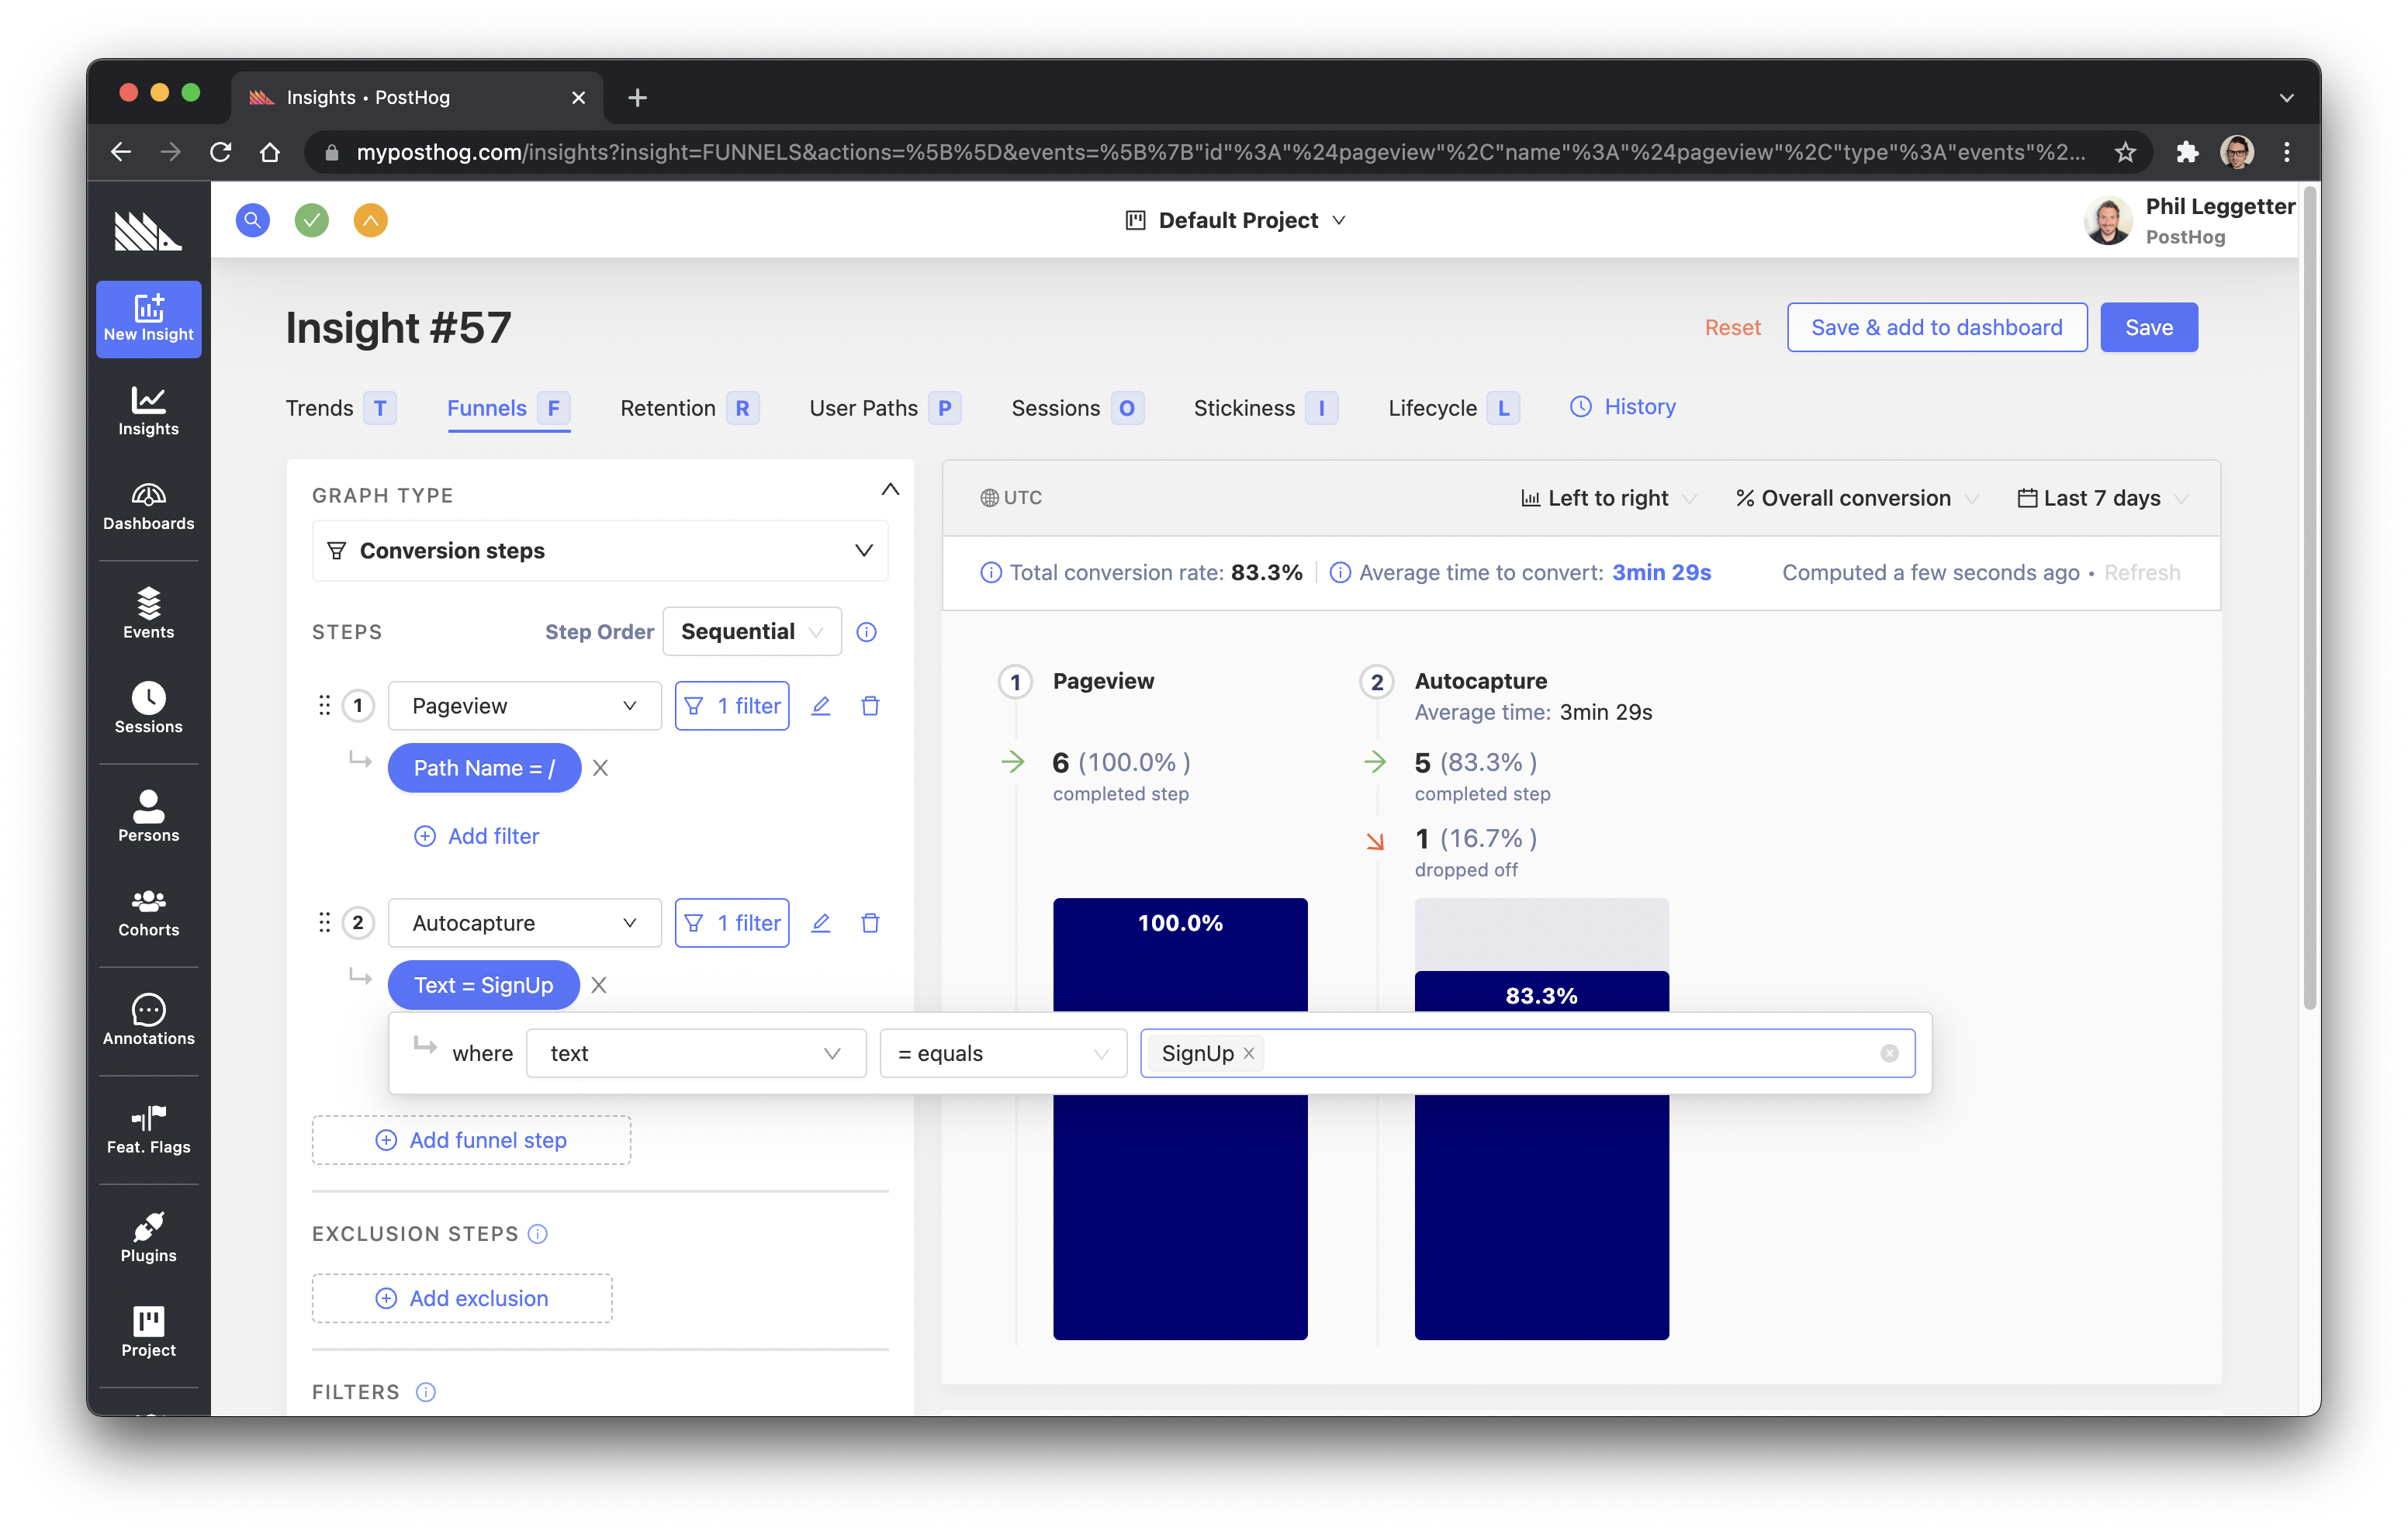 Insights • PostHog
myposthog.com/insights?insight=FUNNELS&actions=%5B%5D&events=%5B%7B"id"%3A"%24pageview"%2C"name"%3A"%24pageview"%2C"type"%3A"events"%2...
Default Project
Phil Leggetter
PostHog
New Insight
Insights
Dashboards
Events
Sessions
Persons
Cohorts
Annotations
Feat. Flags
Plugins
Project
Insight #57
Reset
Save & add to dashboard
Save
Trends T Funnels F Retention R User Paths P Sessions O Stickiness I Lifecycle L History
GRAPH TYPE
Conversion steps
STEPS Step Order Sequential
1 Pageview 1 filter
Path Name = / X
Add filter
2 Autocapture 1 filter
Text = SignUp X
where text = equals SignUp
Add funnel step
EXCLUSION STEPS
Add exclusion
FILTERS
UTC Left to right % Overall conversion Last 7 days
Total conversion rate: 83.3% Average time to convert: 3min 29s Computed a few seconds ago • Refresh
1 Pageview
6 (100.0% )
completed step
100.0%
2 Autocapture
Average time: 3min 29s
5 (83.3% )
completed step
1 (16.7% )
dropped off
83.3%